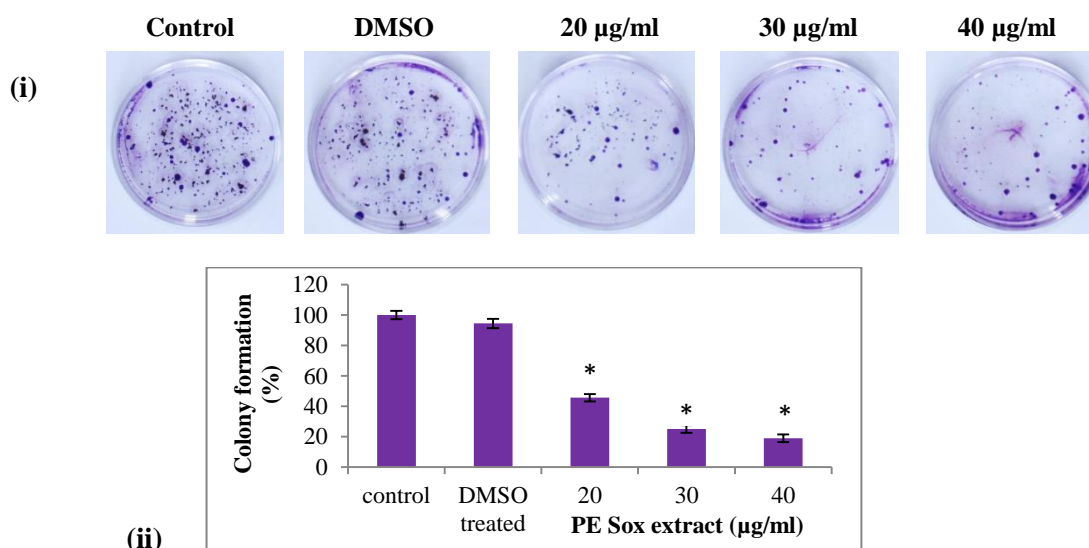 Control DMSO 20 µg/ml 30 µg/ml 40 µg/ml
(i)
Colony formation
(%)
120
100
80
60
40
20
0
* * *
control DMSO 20 30 40
treated PE Sox extract (µg/ml)
(ii)